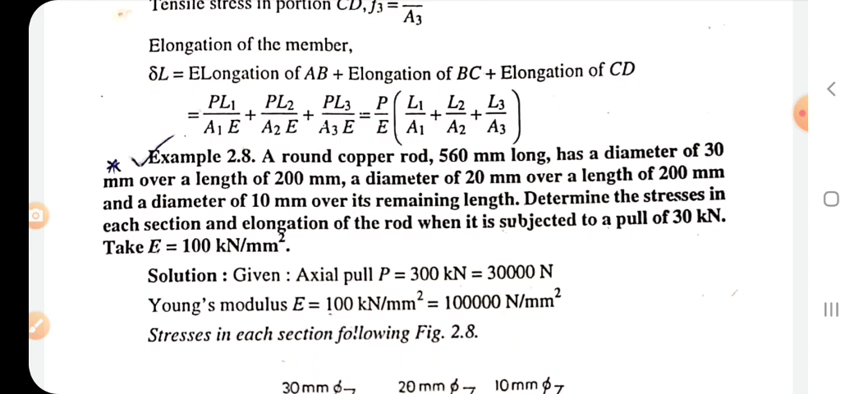 Tensile stress in portion CD, f3 = —
A3
Elongation of the member,
δL = ELongation of AB + Elongation of BC + Elongation of CD
= PL1/A1 E + PL2/A2 E + PL3/A3 E = P/E ( L1/A1 + L2/A2 + L3/A3 )
Example 2.8. A round copper rod, 560 mm long, has a diameter of 30
mm over a length of 200 mm, a diameter of 20 mm over a length of 200 mm
and a diameter of 10 mm over its remaining length. Determine the stresses in
each section and elongation of the rod when it is subjected to a pull of 30 kN.
Take E = 100 kN/mm².
Solution : Given : Axial pull P = 300 kN = 30000 N
Young's modulus E = 100 kN/mm² = 100000 N/mm²
Stresses in each section following Fig. 2.8.
30 mm ϕ 20 mm ϕ 10 mm ϕ